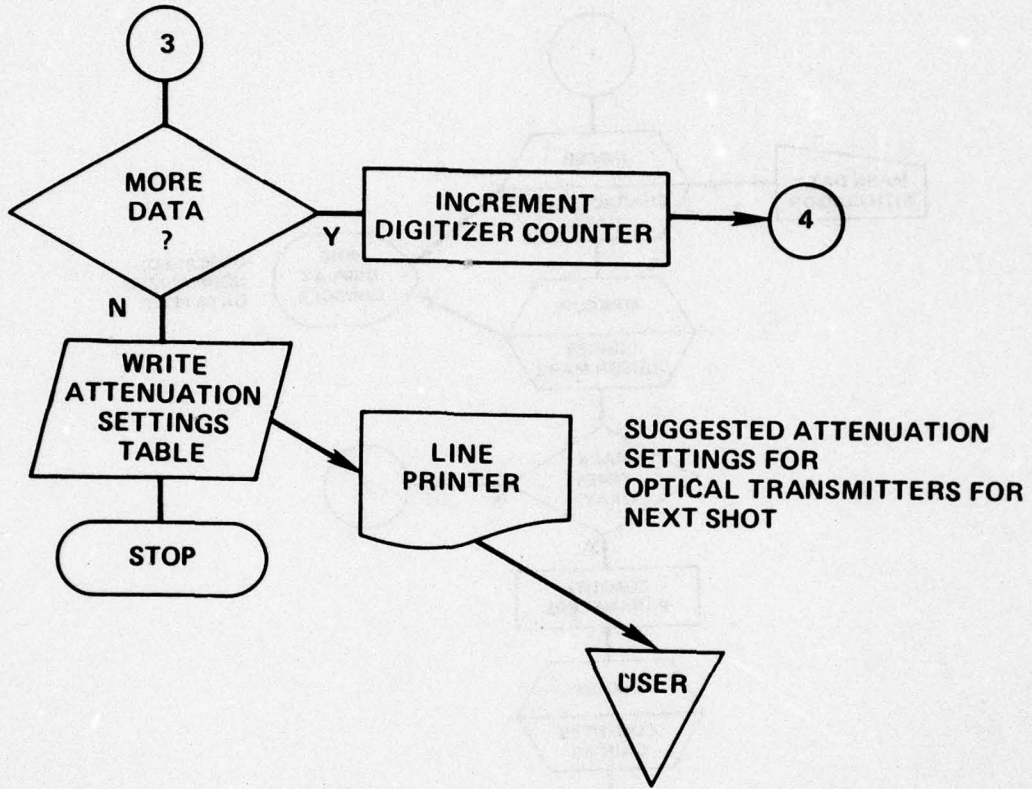 3
MORE
DATA
?
Y
INCREMENT
DIGITIZER COUNTER
4
N
WRITE
ATTENUATION
SETTINGS
TABLE
LINE
PRINTER
SUGGESTED ATTENUATION
SETTINGS FOR
OPTICAL TRANSMITTERS FOR
NEXT SHOT
STOP
USER